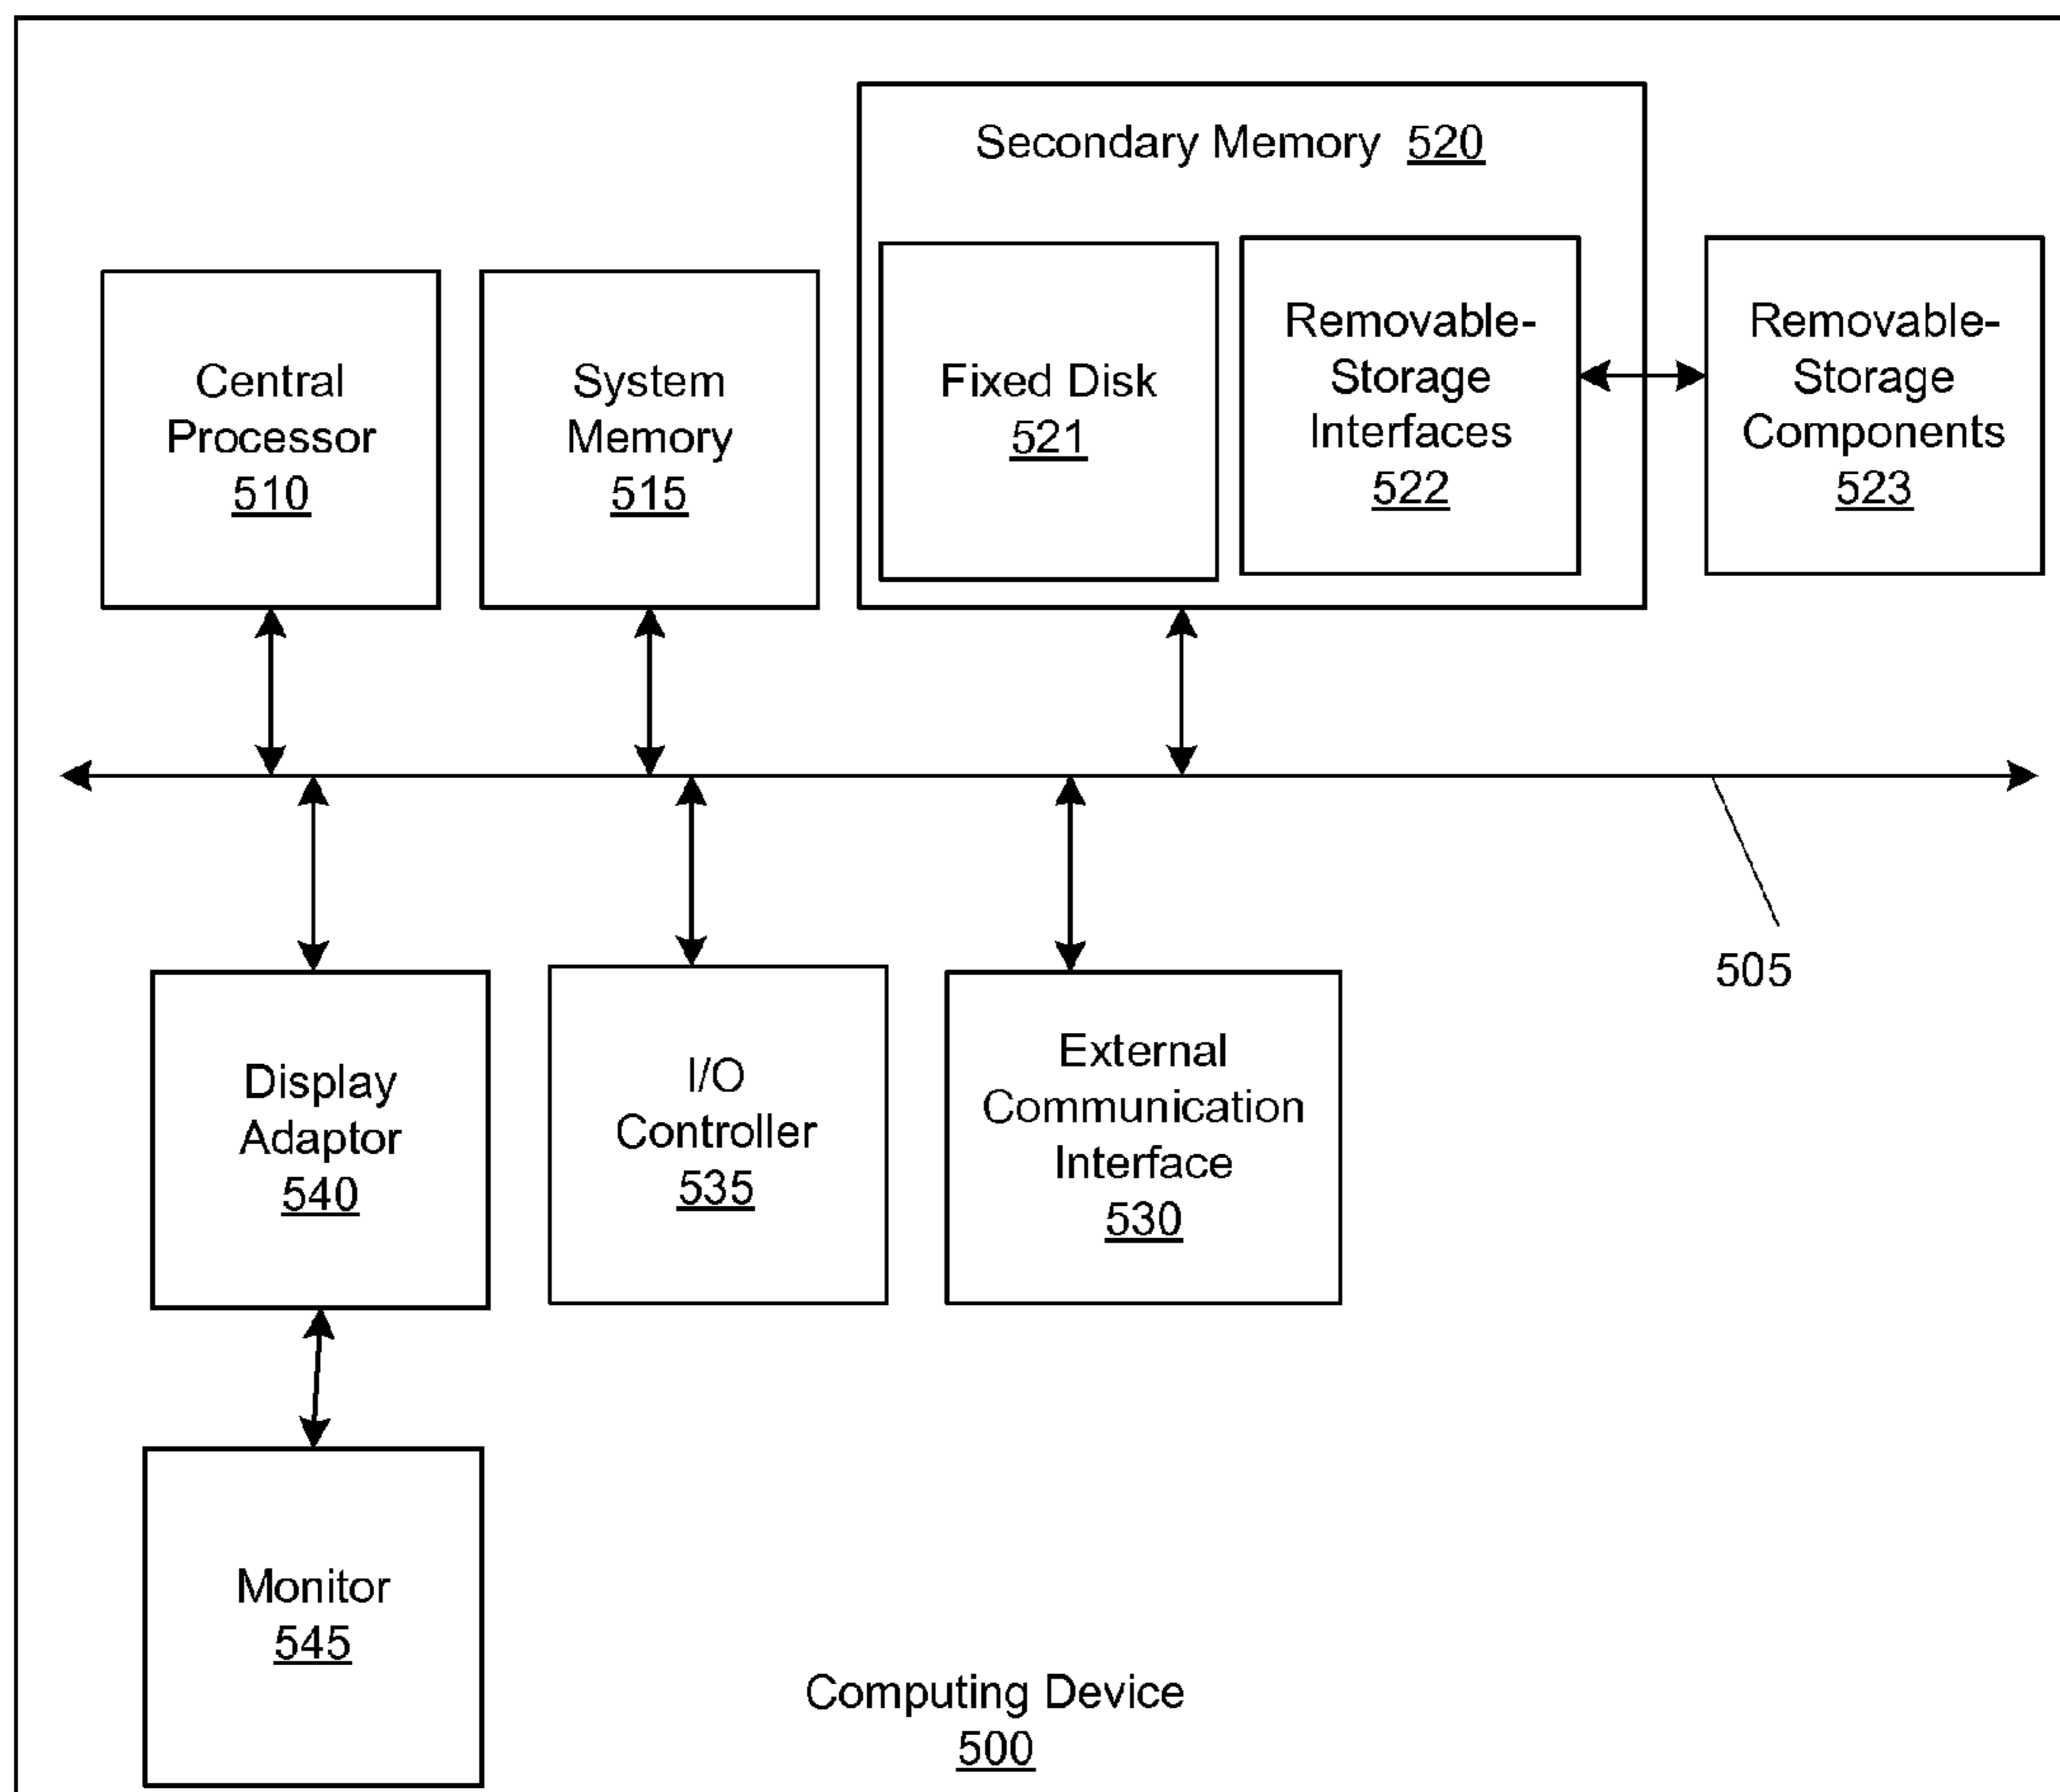 Secondary Memory 520
Central
Processor
510
System
Memory
515
Fixed Disk
521
Removable-
Storage
Interfaces
522
Removable-
Storage
Components
523
505
Display
Adaptor
540
I/O
Controller
535
External
Communication
Interface
530
Monitor
545
Computing Device
500